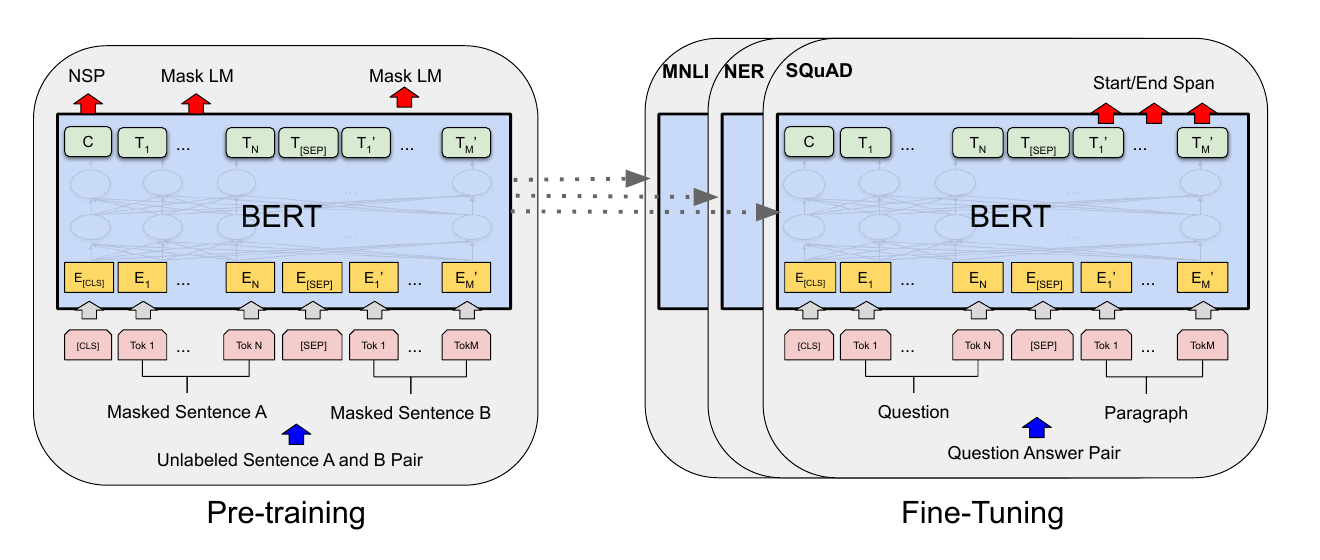 NSP Mask LM Mask LM
C T1 ... TN T[SEP] T1’ ... TM’
...
BERT
...
E[CLS] E1 ... EN E[SEP] E1’ ... EM’
[CLS] Tok 1 ... Tok N [SEP] Tok 1 ... TokM
Masked Sentence A Masked Sentence B
Unlabeled Sentence A and B Pair
Pre-training
MNLI NER SQuAD
Start/End Span
C T1 ... TN T[SEP] T1’ ... TM’
...
BERT
...
E[CLS] E1 ... EN E[SEP] E1’ ... EM’
[CLS] Tok 1 ... Tok N [SEP] Tok 1 ... TokM
Question Paragraph
Question Answer Pair
Fine-Tuning